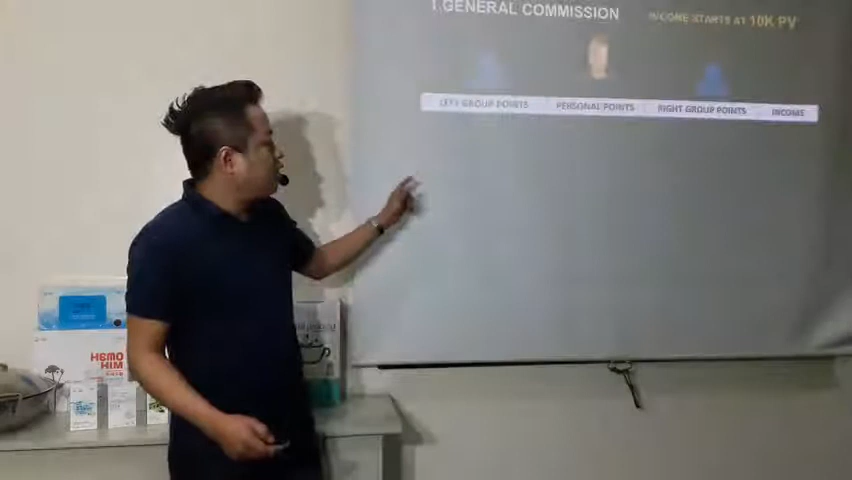 1.GENERAL COMMISSION
INCOME STARTS AT 10K PV
LEFT GROUP POINTS
PERSONAL POINTS
RIGHT GROUP POINTS
INCOME
HEMO
HIM